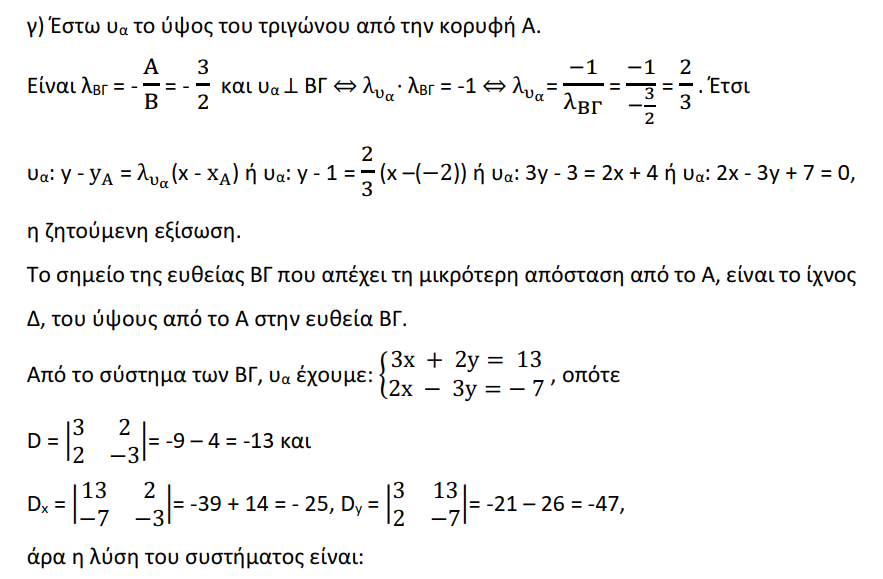 γ) Έστω υα το ύψος του τριγώνου από την κορυφή Α.
Είναι λΒΓ = - Α/Β = - 3/2 και υα ⊥ ΒΓ ⇔ λυα · λΒΓ = -1 ⇔ λυα = −1/λΒΓ = −1/(−3/2) = 2/3 . Έτσι
υα: y - yΑ = λυα(x - xΑ) ή υα: y - 1 = 2/3 (x –(−2)) ή υα: 3y - 3 = 2x + 4 ή υα: 2x - 3y + 7 = 0,
η ζητούμενη εξίσωση.
Το σημείο της ευθείας ΒΓ που απέχει τη μικρότερη απόσταση από το Α, είναι το ίχνος
Δ, του ύψους από το Α στην ευθεία ΒΓ.
Από το σύστημα των ΒΓ, υα έχουμε: {3x + 2y = 13
2x − 3y = − 7 , οπότε
D = |3 2
2 −3| = -9 – 4 = -13 και
Dx = |13 2
−7 −3| = -39 + 14 = - 25, Dy = |3 13
2 −7| = -21 – 26 = -47,
άρα η λύση του συστήματος είναι: